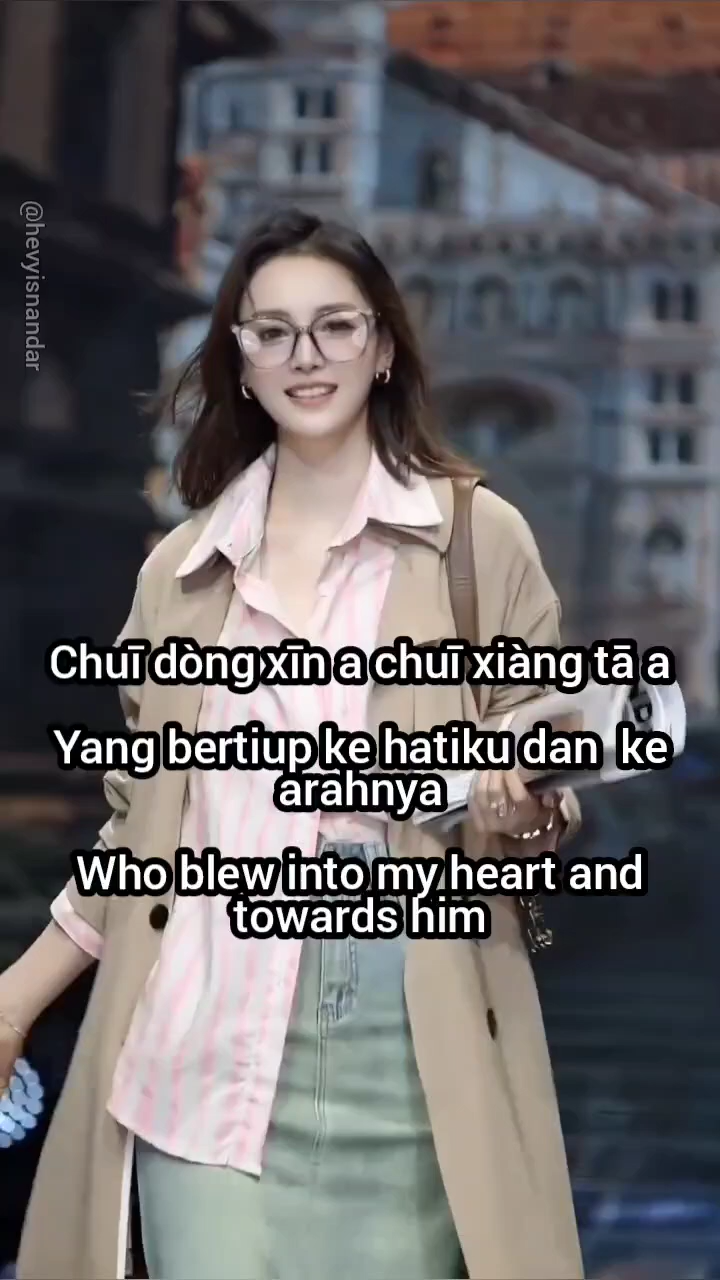 @hevyisnandar
Chuī dòng xīn a chuī xiàng tā a
Yang bertiup ke hatiku dan ke
arahnya
Who blew into my heart and
towards him